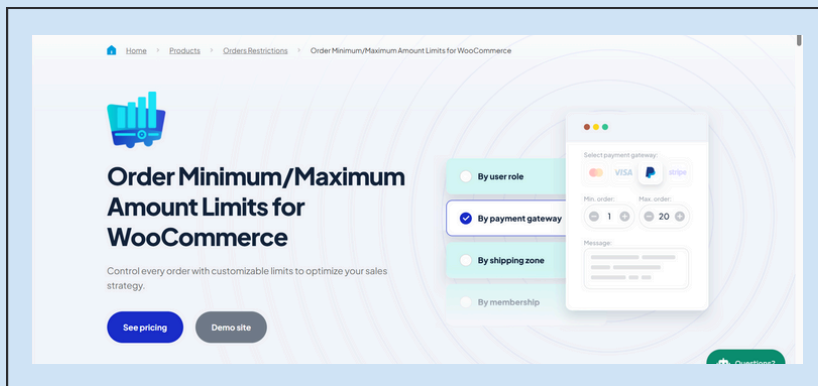 Home > Products > Orders Restrictions > Order Minimum/Maximum Amount Limits for WooCommerce
Order Minimum/Maximum
Amount Limits for
WooCommerce
Control every order with customizable limits to optimize your sales
strategy.
See pricing
Demo site
By user role
By payment gateway
By shipping zone
By membership
Select payment gateway:
VISA
stripe
Min. order:
Max. order:
1
20
Message:
Questions?